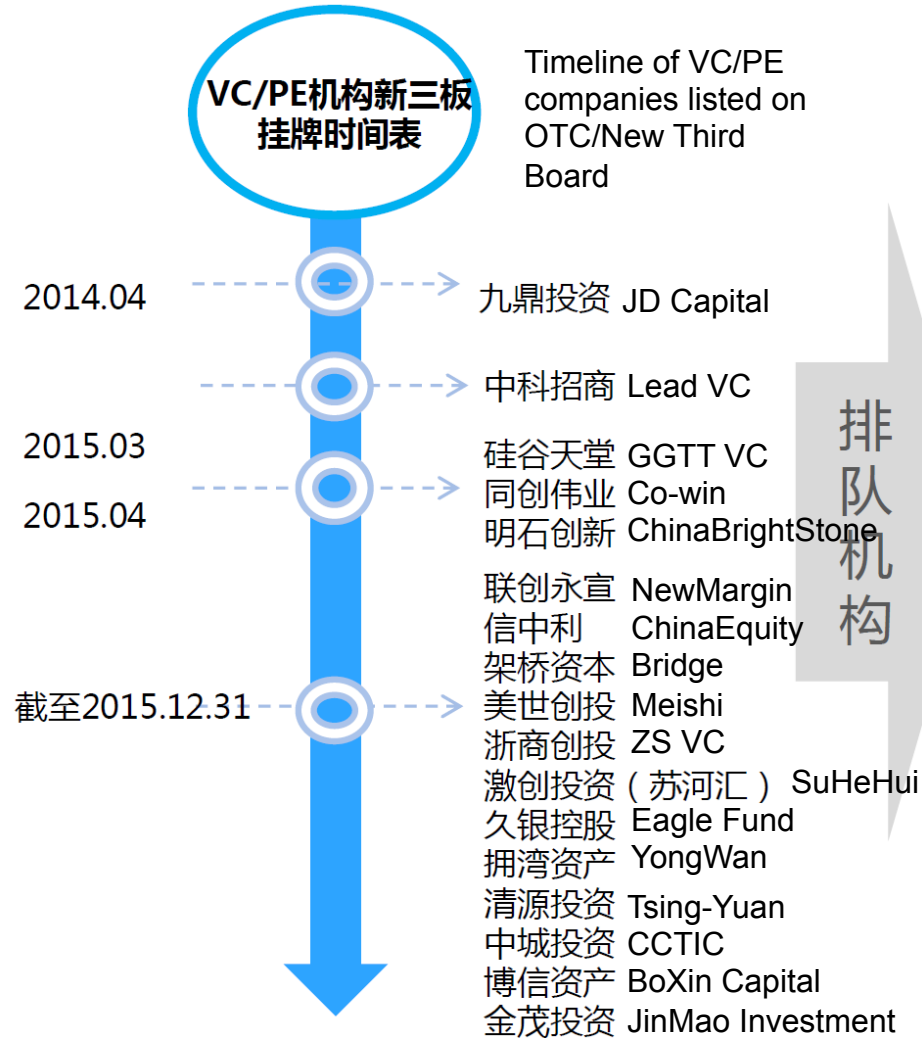 VC/PE机构新三板
挂牌时间表
Timeline of VC/PE
companies listed on
OTC/New Third
Board
2014.04
九鼎投资 JD Capital
中科招商 Lead VC
2015.03
硅谷天堂 GGTT VC
2015.04
同创伟业 Co-win
明石创新 ChinaBrightStone
联创永宣 NewMargin
信中利 ChinaEquity
架桥资本 Bridge
截至2015.12.31
美世创投 Meishi
浙商创投 ZS VC
激创投资（苏河汇） SuHeHui
久银控股 Eagle Fund
拥湾资产 YongWan
清源投资 Tsing-Yuan
中城投资 CCTIC
博信资产 BoXin Capital
金茂投资 JinMao Investment
排队机构